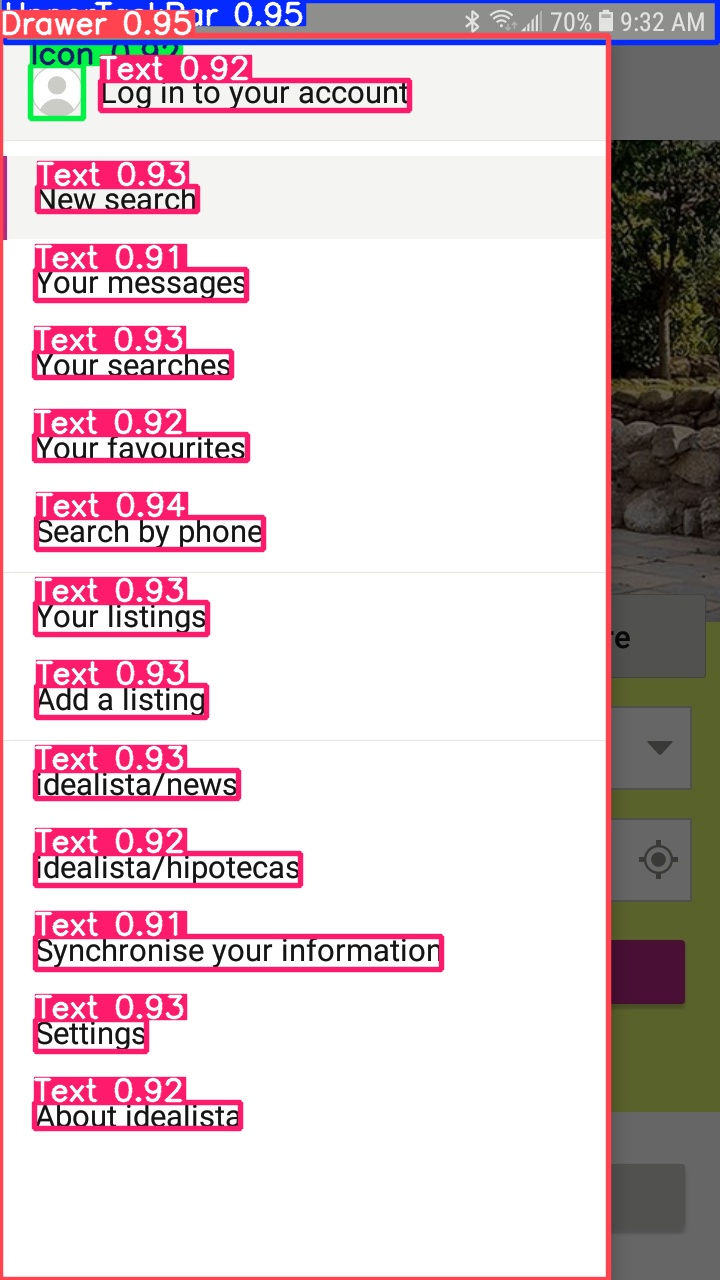 UpperTaskBar 0.95
Drawer 0.95
70% 9:32 AM
Icon 0.92
Text 0.92
Log in to your account
Text 0.93
New search
Text 0.91
Your messages
Text 0.93
Your searches
Text 0.92
Your favourites
Text 0.94
Search by phone
Text 0.93
Your listings
re
Text 0.93
Add a listing
Text 0.93
idealista/news
Text 0.92
idealista/hipotecas
Text 0.91
Synchronise your information
Text 0.93
Settings
Text 0.92
About idealista